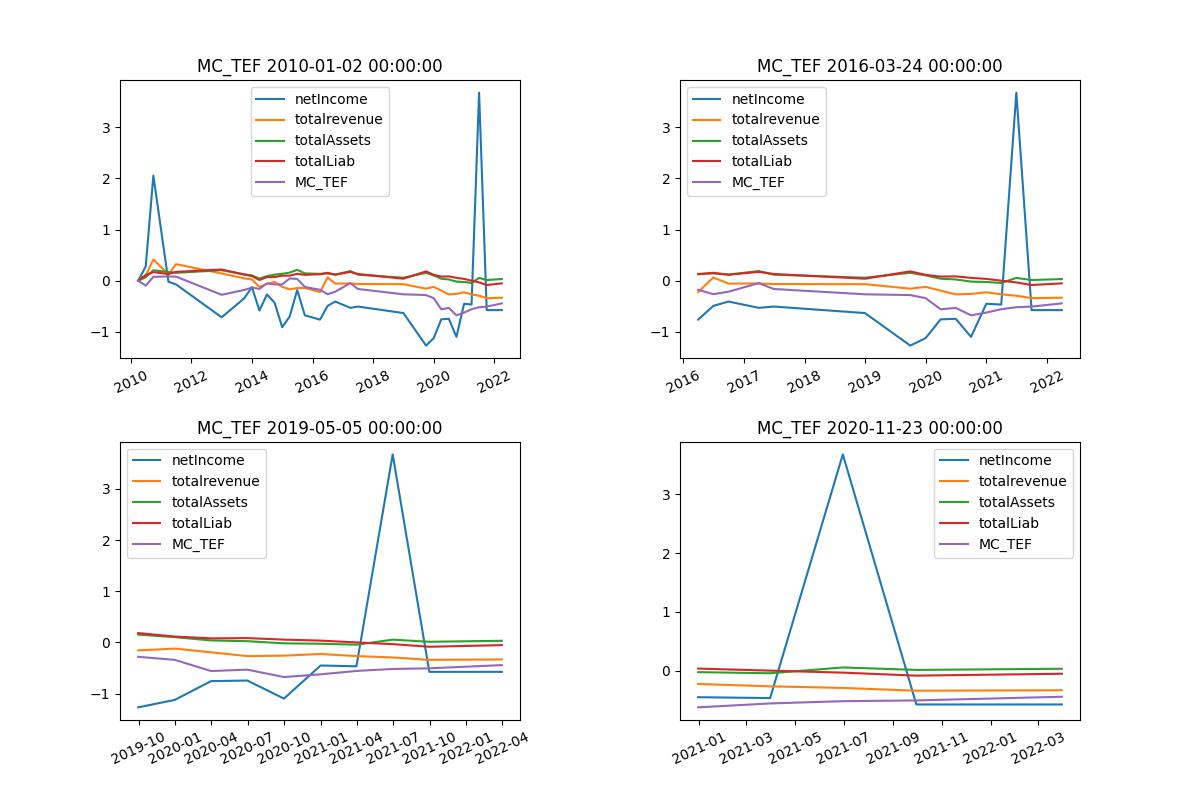 MC_TEF 2010-01-02 00:00:00
netIncome
totalrevenue
totalAssets
totalLiab
MC_TEF
3
2
1
0
−1
2010 2012 2014 2016 2018 2020 2022
MC_TEF 2016-03-24 00:00:00
netIncome
totalrevenue
totalAssets
totalLiab
MC_TEF
3
2
1
0
−1
2016 2017 2018 2019 2020 2021 2022
MC_TEF 2019-05-05 00:00:00
netIncome
totalrevenue
totalAssets
totalLiab
MC_TEF
3
2
1
0
−1
2019-10 2020-01 2020-04 2020-07 2020-10 2021-01 2021-04 2021-07 2021-10 2022-01 2022-04
MC_TEF 2020-11-23 00:00:00
netIncome
totalrevenue
totalAssets
totalLiab
MC_TEF
3
2
1
0
2021-01 2021-03 2021-05 2021-07 2021-09 2021-11 2022-01 2022-03